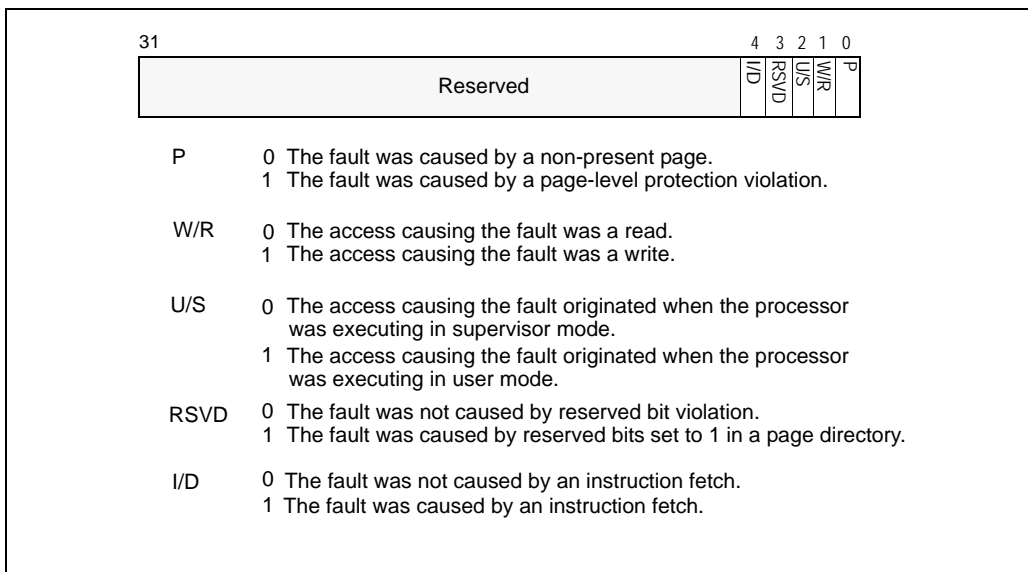 31 4 3 2 1 0
Reserved I/D RSVD U/S W/R P
P 0 The fault was caused by a non-present page.
1 The fault was caused by a page-level protection violation.
W/R 0 The access causing the fault was a read.
1 The access causing the fault was a write.
U/S 0 The access causing the fault originated when the processor
was executing in supervisor mode.
1 The access causing the fault originated when the processor
was executing in user mode.
RSVD 0 The fault was not caused by reserved bit violation.
1 The fault was caused by reserved bits set to 1 in a page directory.
I/D 0 The fault was not caused by an instruction fetch.
1 The fault was caused by an instruction fetch.